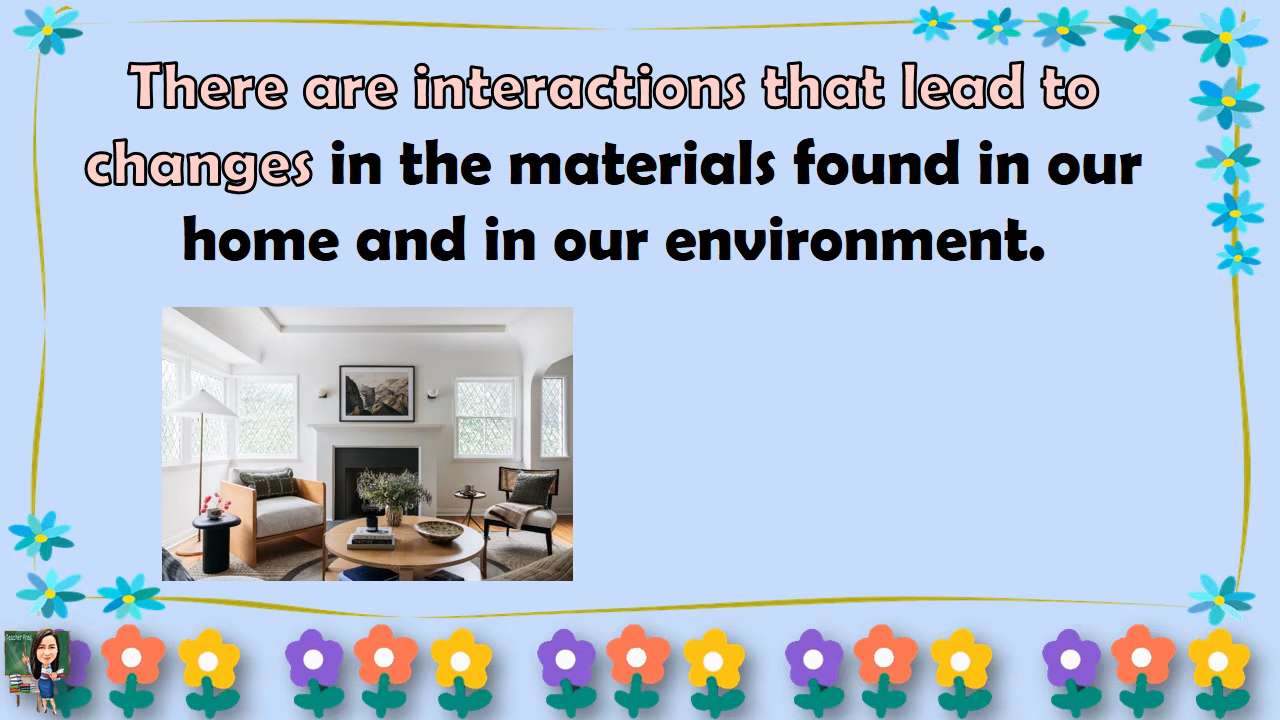 There are interactions that lead to
changes in the materials found in our
home and in our environment.